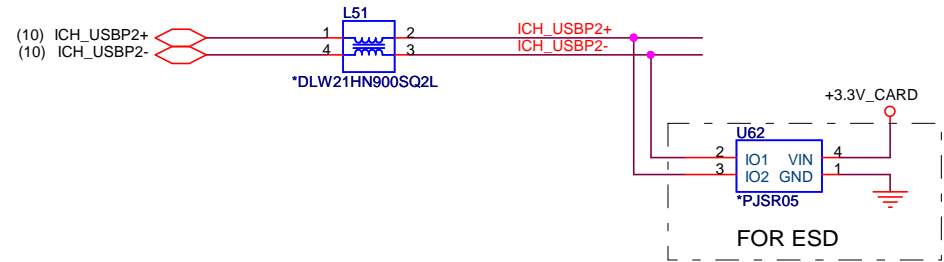 L51
(10) ICH_USBP2+ 1 2 ICH_USBP2+
(10) ICH_USBP2- 4 3 ICH_USBP2-
*DLW21HN900SQ2L
+3.3V_CARD
U62
2 IO1 VIN 4
3 IO2 GND 1
*PJSR05
FOR ESD